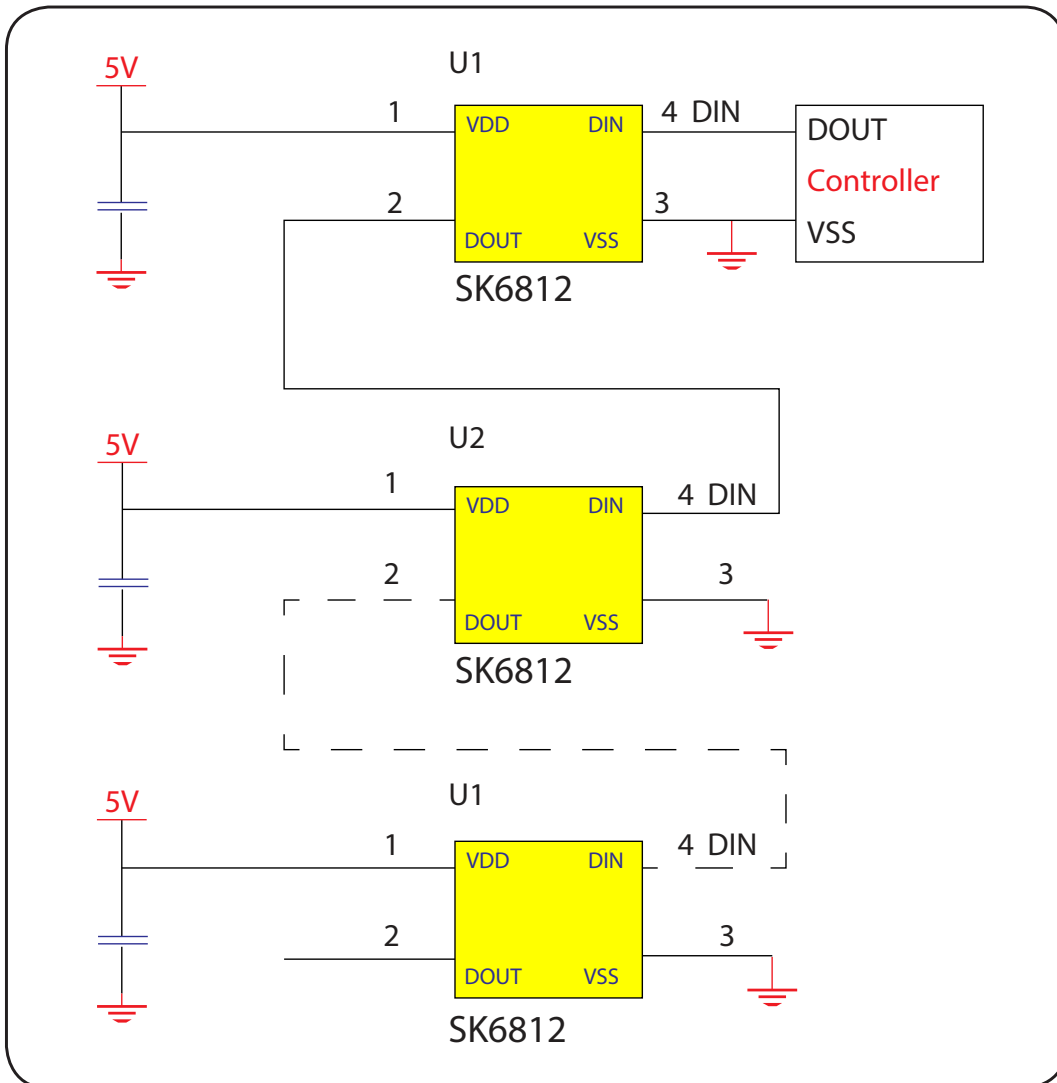 U1
5V
1
VDD DIN
4 DIN
DOUT
Controller
2
3
VSS
DOUT VSS
SK6812
U2
5V
1
VDD DIN
4 DIN
2
3
DOUT VSS
SK6812
U1
5V
1
VDD DIN
4 DIN
2
3
DOUT VSS
SK6812